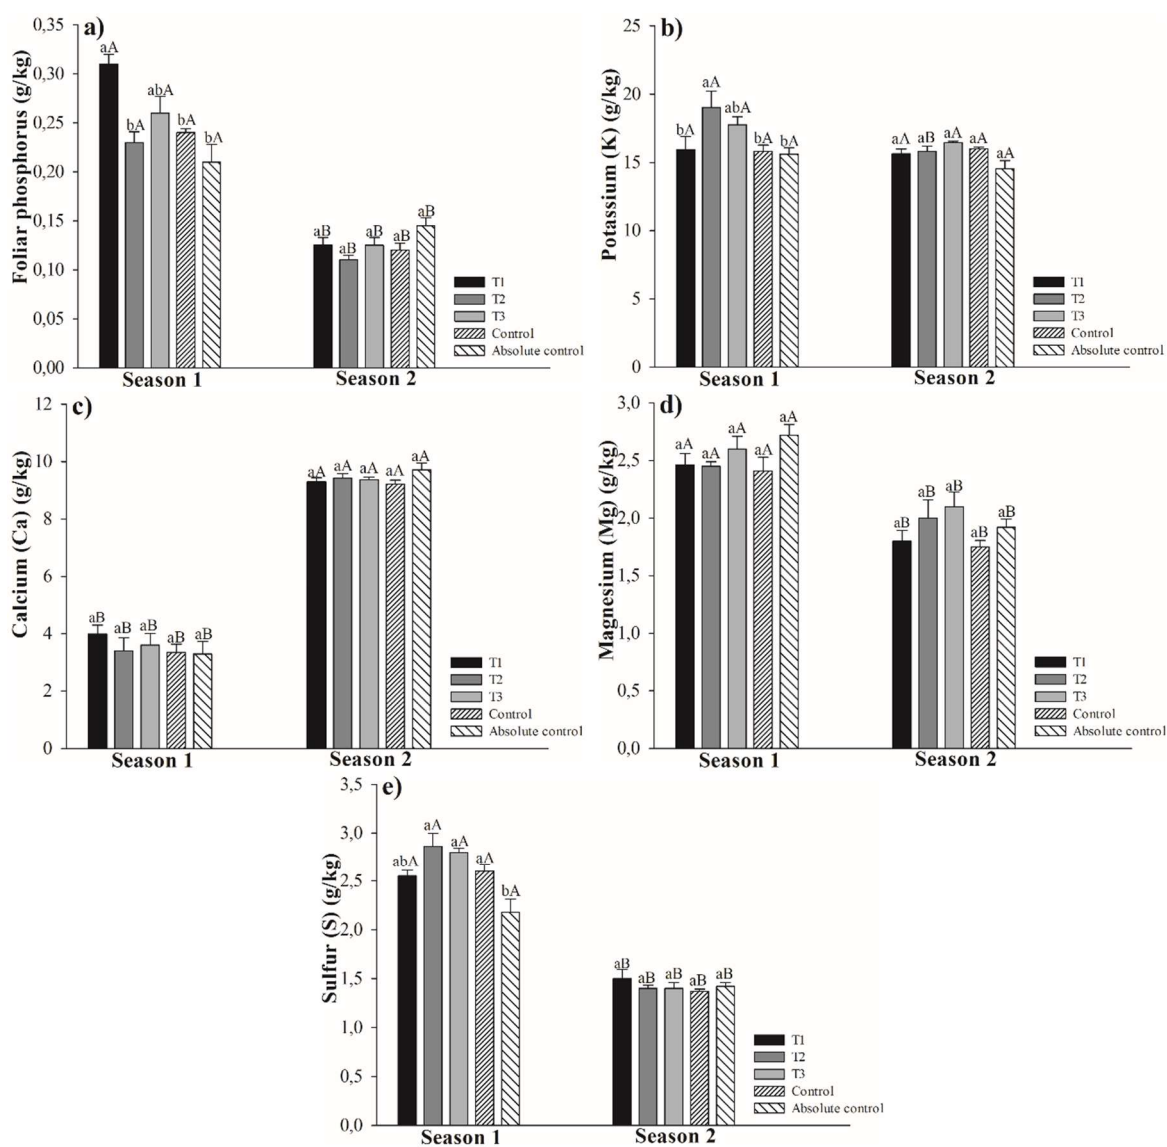 a)
Foliar phosphorus (g/kg)
0,35
0,30
0,25
0,20
0,15
0,10
0,05
0,00
aA
bA
abA
bA
bA
aB
aB
aB
aB
aB
T1
T2
T3
Control
Absolute control
Season 1
Season 2
b)
Potassium (K) (g/kg)
25
20
15
10
5
0
bA
aA
abA
bA
bA
aA
aB
aA
aA
aA
T1
T2
T3
Control
Absolute control
Season 1
Season 2
c)
Calcium (Ca) (g/kg)
12
10
8
6
4
2
0
aB
aB
aB
aB
aB
aA
aA
aA
aA
aA
T1
T2
T3
Control
Absolute control
Season 1
Season 2
d)
Magnesium (Mg) (g/kg)
3,0
2,5
2,0
1,5
1,0
0,5
0,0
aA
aA
aA
aA
aA
aB
aB
aB
aB
aB
T1
T2
T3
Control
Absolute control
Season 1
Season 2
e)
Sulfur (S) (g/kg)
3,5
3,0
2,5
2,0
1,5
1,0
0,5
0,0
abA
aA
aA
aA
bA
aB
aB
aB
aB
aB
T1
T2
T3
Control
Absolute control
Season 1
Season 2